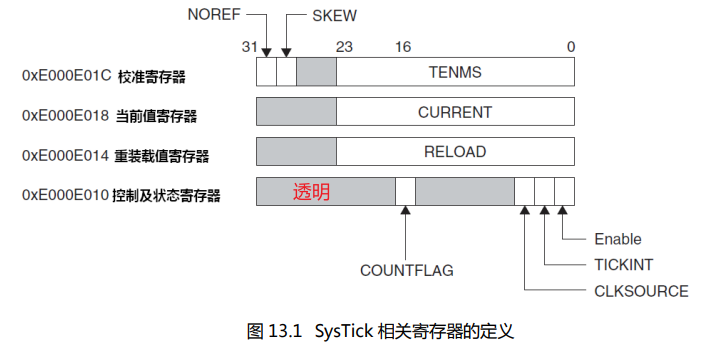 NOREF SKEW
31 23 16 0
0xE000E01C 校准寄存器 TENMS
0xE000E018 当前值寄存器 CURRENT
0xE000E014 重装载值寄存器 RELOAD
0xE000E010 控制及状态寄存器 透明
Enable
COUNTFLAG TICKINT
CLKSOURCE
图 13.1 SysTick 相关寄存器的定义